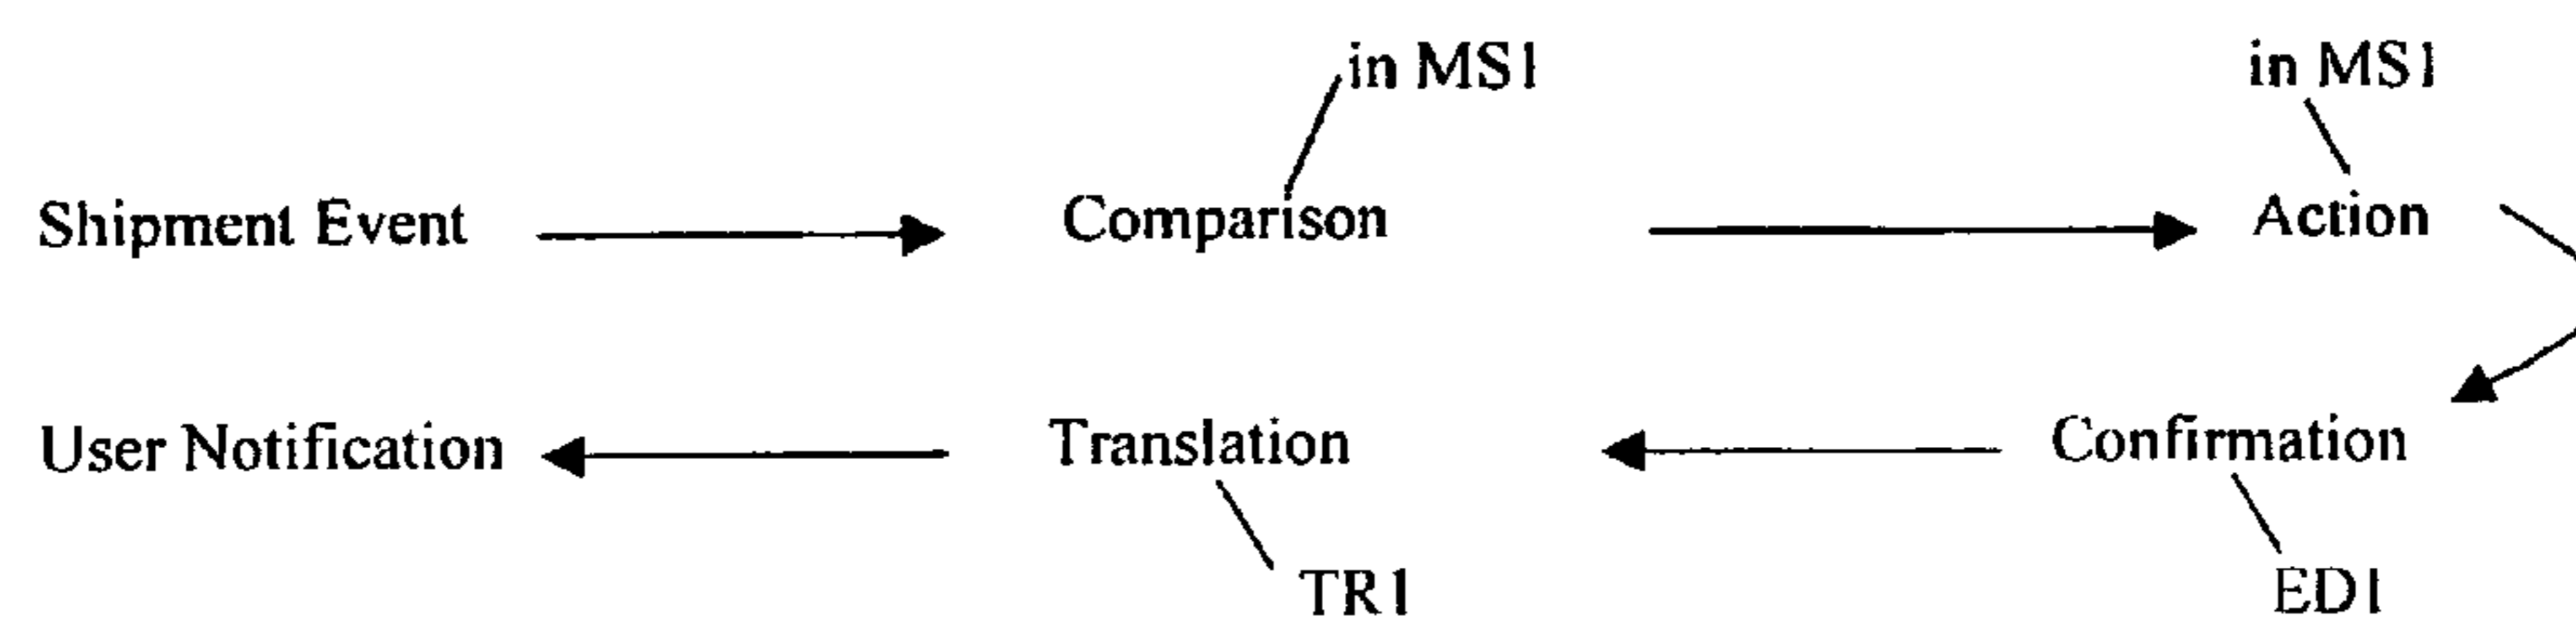 in MS1
in MS1
Shipment Event
Comparison
Action
User Notification
Translation
Confirmation
TR1
ED1